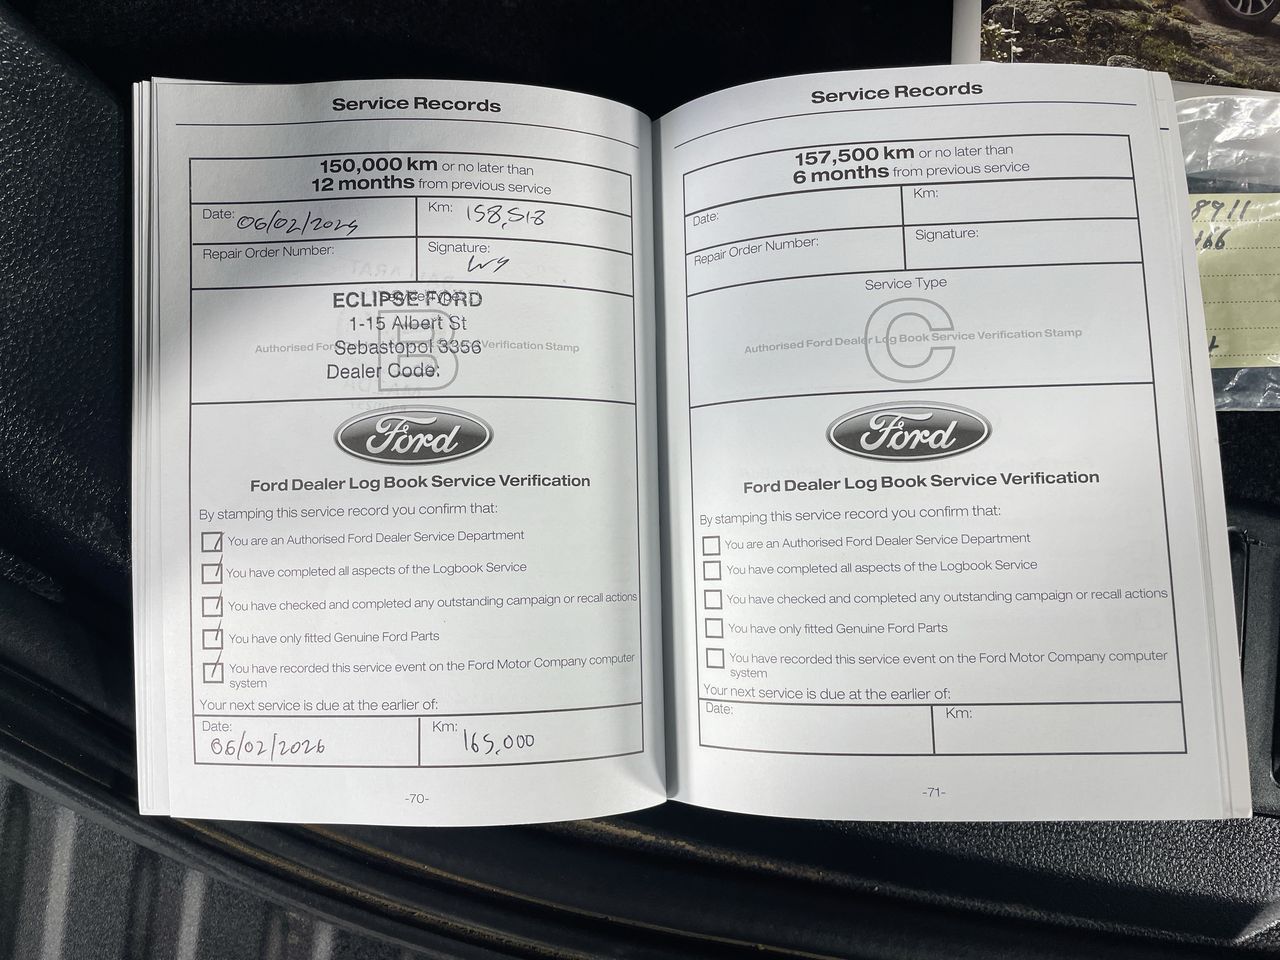 Service Records
150,000 km or no later than
12 months from previous service
Date: 06/02/2025
Km: 158,518
Repair Order Number:
Signature:
Service Type
B
Authorised Ford Dealer Log Book Service Verification Stamp
ECLIPSE FORD
1-15 Albert St
Sebastopol 3356
Dealer Code:
Ford
Ford Dealer Log Book Service Verification
By stamping this service record you confirm that:
You are an Authorised Ford Dealer Service Department
You have completed all aspects of the Logbook Service
You have checked and completed any outstanding campaign or recall actions
You have only fitted Genuine Ford Parts
You have recorded this service event on the Ford Motor Company computer
system
Your next service is due at the earlier of:
Date: 06/02/2026
Km: 165,000
-70-
Service Records
157,500 km or no later than
6 months from previous service
Date:
Km:
Repair Order Number:
Signature:
Service Type
C
Authorised Ford Dealer Log Book Service Verification Stamp
Ford
Ford Dealer Log Book Service Verification
By stamping this service record you confirm that:
You are an Authorised Ford Dealer Service Department
You have completed all aspects of the Logbook Service
You have checked and completed any outstanding campaign or recall actions
You have only fitted Genuine Ford Parts
You have recorded this service event on the Ford Motor Company computer
system
Your next service is due at the earlier of:
Date:
Km:
-71-
8911
66